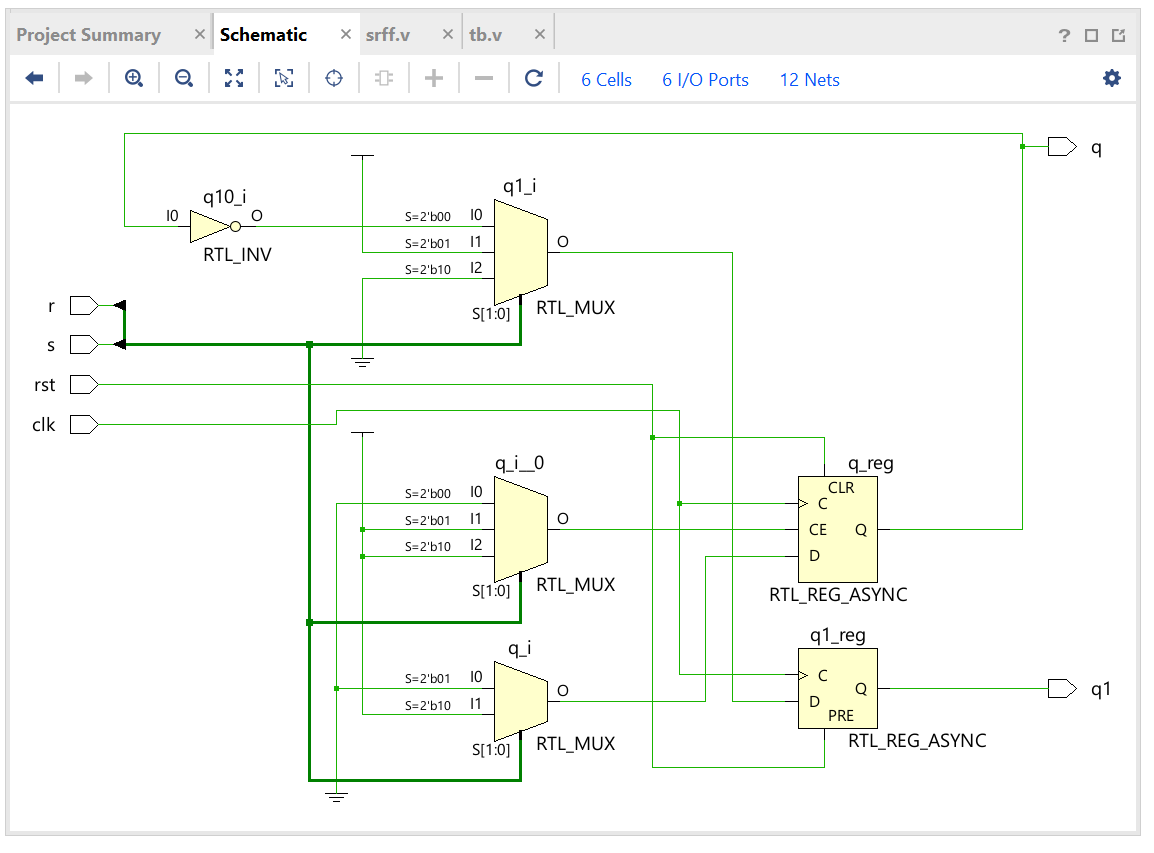 Project Summary × Schematic × srff.v × tb.v × ?
6 Cells 6 I/O Ports 12 Nets
q
q10_i
I0 O
RTL_INV
q1_i
S=2'b00 I0
S=2'b01 I1
S=2'b10 I2
O
S[1:0] RTL_MUX
r
s
rst
clk
q_i__0
S=2'b00 I0
S=2'b01 I1
S=2'b10 I2
O
S[1:0] RTL_MUX
q_reg
CLR
C
CE Q
D
RTL_REG_ASYNC
q_i
S=2'b01 I0
S=2'b10 I1
O
S[1:0] RTL_MUX
q1_reg
C
Q
D
PRE
RTL_REG_ASYNC
q1